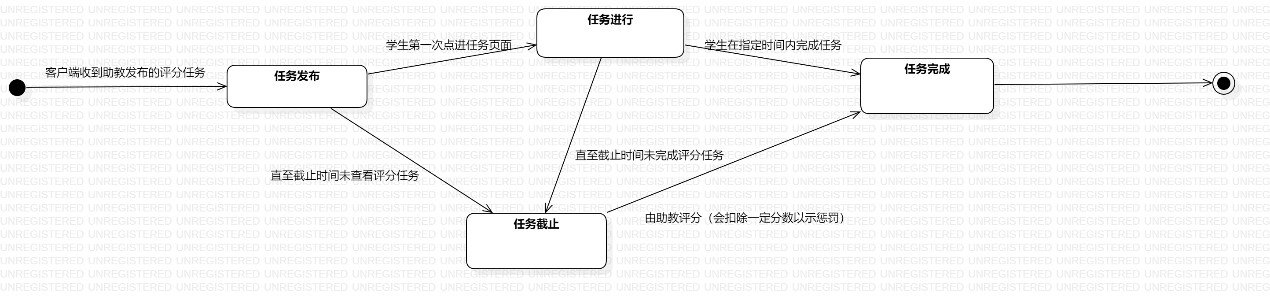 任务进行
学生第一次点进任务页面
学生在指定时间内完成任务
客户端收到助教发布的评分任务
任务发布
任务完成
直至截止时间未完成评分任务
直至截止时间未查看评分任务
任务截止
由助教评分（会扣除一定分数以示惩罚）
UNREGISTERED